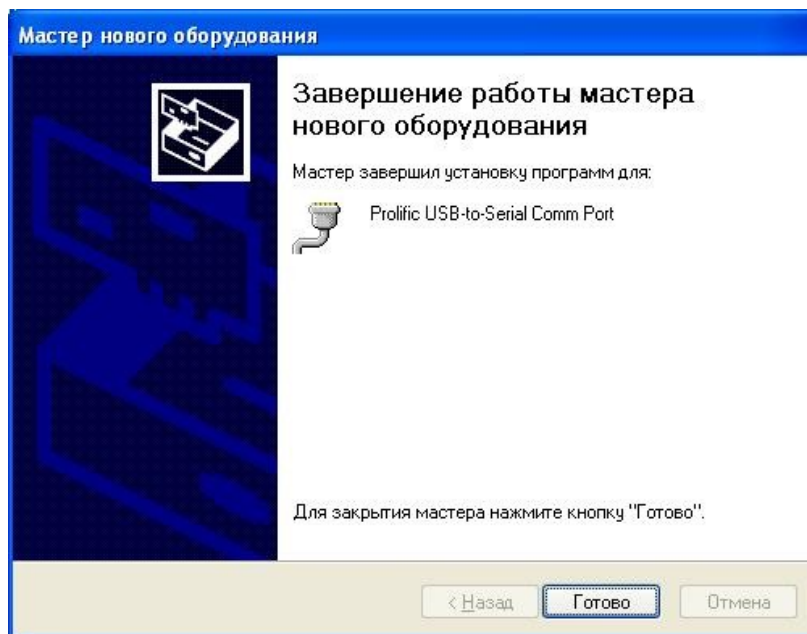 Мастер нового оборудования
Завершение работы мастера
нового оборудования
Мастер завершил установку программ для:
Prolific USB-to-Serial Comm Port
Для закрытия мастера нажмите кнопку "Готово".
< Назад
Готово
Отмена